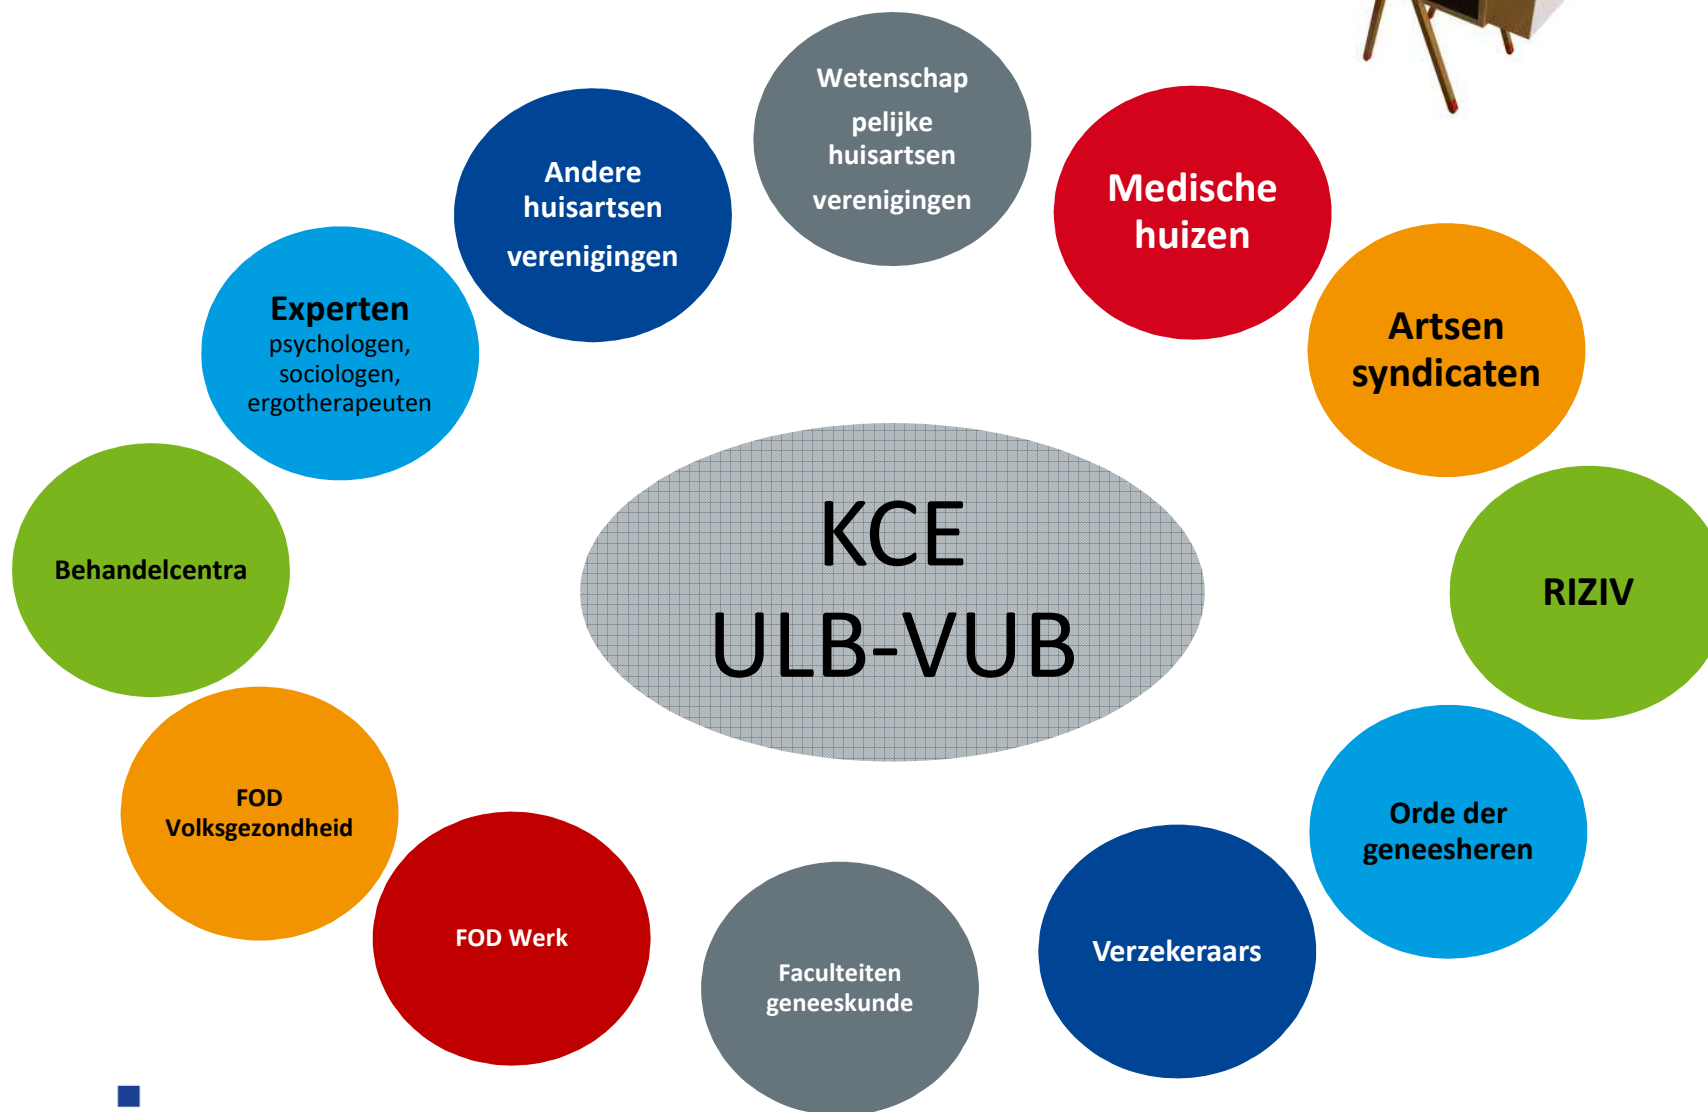 Wetenschap
pelijke
huisartsen
verenigingen
Medische
huizen
Artsen
syndicaten
RIZIV
Orde der
geneesheren
Verzekeraars
Faculteiten
geneeskunde
FOD Werk
FOD
Volksgezondheid
Behandelcentra
Experten
psychologen,
sociologen,
ergotherapeuten
Andere
huisartsen
verenigingen
KCE
ULB-VUB